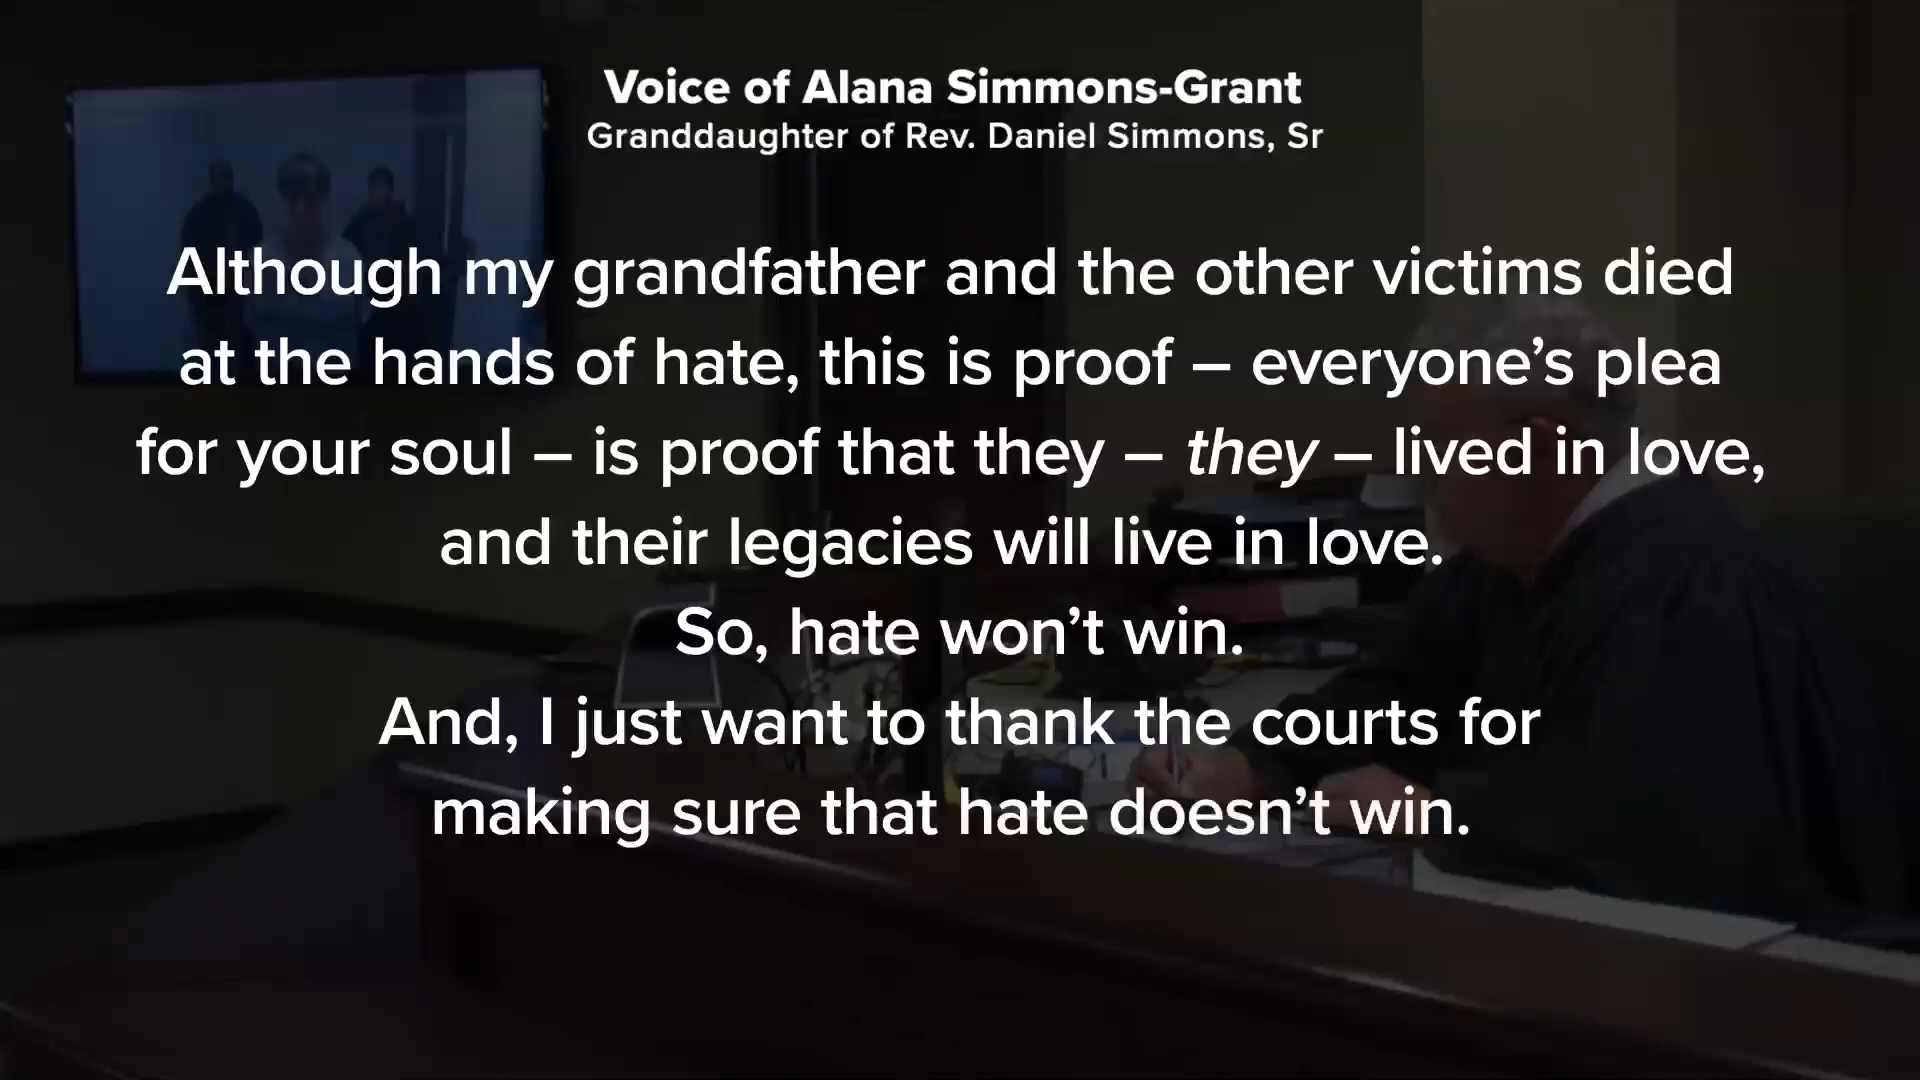 Voice of Alana Simmons-Grant
Granddaughter of Rev. Daniel Simmons, Sr
Although my grandfather and the other victims died
at the hands of hate, this is proof – everyone’s plea
for your soul – is proof that they – they – lived in love,
and their legacies will live in love.
So, hate won’t win.
And, I just want to thank the courts for
making sure that hate doesn’t win.